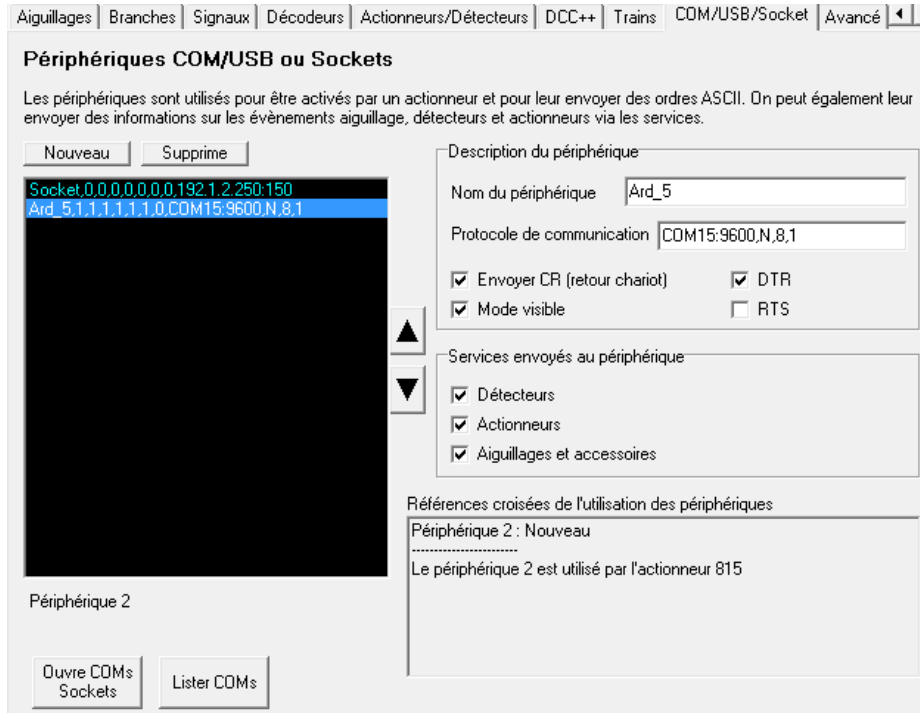 Aiguillages Branches Signaux Décodeurs Actionneurs/Détecteurs DCC++ Trains COM/USB/Socket Avancé
Périphériques COM/USB ou Sockets
Les périphériques sont utilisés pour être activés par un actionneur et pour leur envoyer des ordres ASCII. On peut également leur
envoyer des informations sur les évènements aiguillage, détecteurs et actionneurs via les services.
Nouveau Supprime
Socket,0,0,0,0,0,0,0,192.1.2.250:150
Ard_5,1,1,1,1,1,1,0,COM15:9600,N,8,1
Périphérique 2
Ouvre COMs
Sockets
Lister COMs
Description du périphérique
Nom du périphérique Ard_5
Protocole de communication COM15:9600,N,8,1
Envoyer CR (retour chariot) DTR
Mode visible RTS
Services envoyés au périphérique
Détecteurs
Actionneurs
Aiguillages et accessoires
Références croisées de l'utilisation des périphériques
Périphérique 2 : Nouveau
------------------------
Le périphérique 2 est utilisé par l'actionneur 815